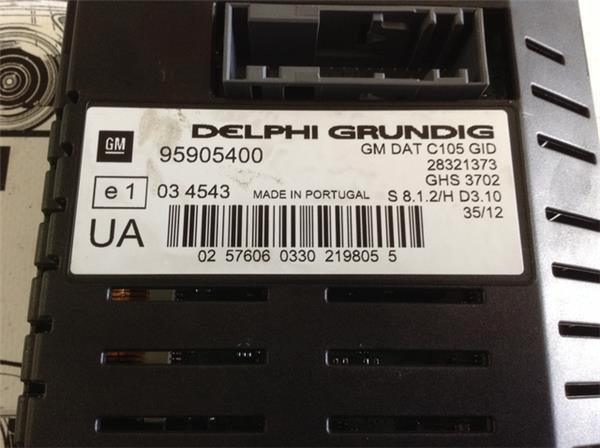 DELPHI GRUNDIG
GM 95905400 GM DAT C105 GID
28321373
GHS 3702
e1 03 4543 MADE IN PORTUGAL S 8.1.2/H D3.10
35/12
UA
02 57606 0330 219805 5